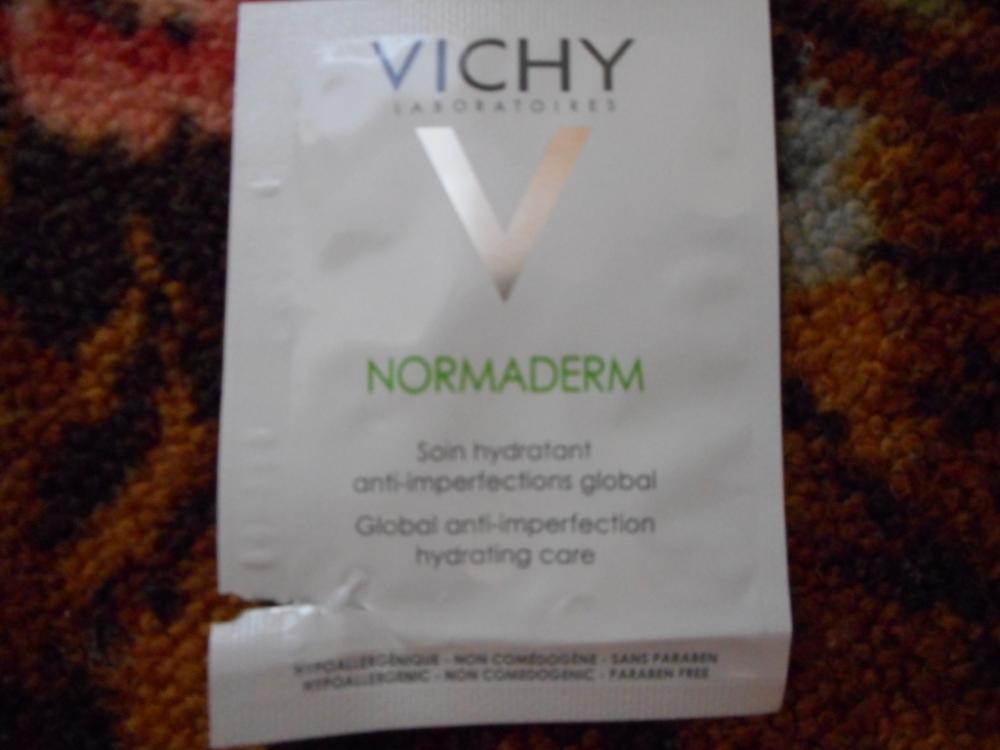 VICHY
LABORATOIRES
V
NORMADERM
Soin hydratant
anti-imperfections global
Global anti-imperfection
hydrating care
HYPOALLERGÉNIQUE - NON COMÉDOGÈNE - SANS PARABEN
HYPOALLERGENIC - NON COMEDOGENIC - PARABEN FREE